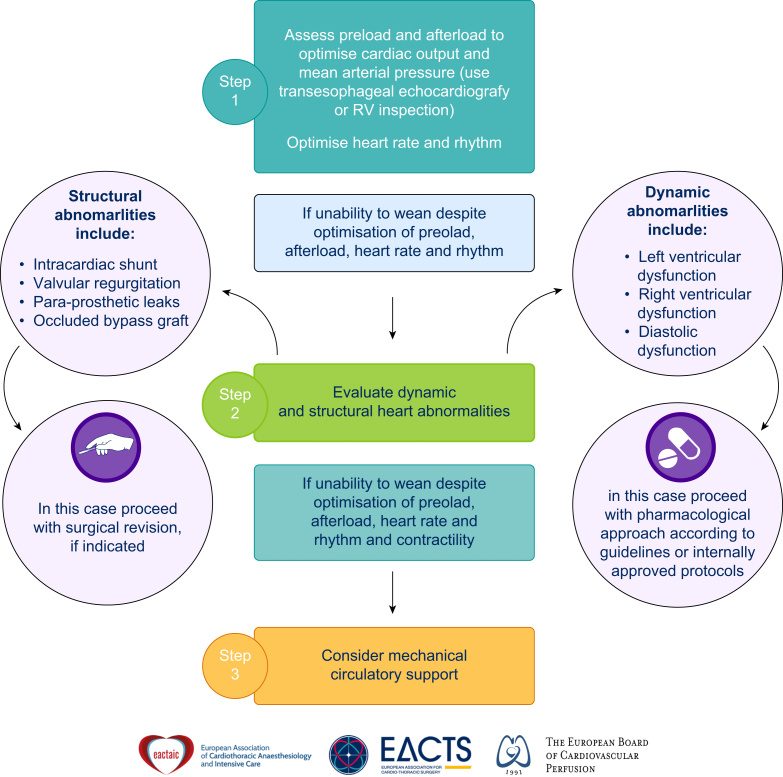 Step
1
Assess preload and afterload to
optimise cardiac output and
mean arterial pressure (use
transesophageal echocardiografy
or RV inspection)
Optimise heart rate and rhythm
If unability to wean despite
optimisation of preolad,
afterload, heart rate and rhythm
Structural
abnomarlities
include:
• Intracardiac shunt
• Valvular regurgitation
• Para-prosthetic leaks
• Occluded bypass graft
Dynamic
abnomarlities
include:
• Left ventricular
dysfunction
• Right ventricular
dysfunction
• Diastolic
dysfunction
Step
2
Evaluate dynamic
and structural heart abnormalities
In this case proceed
with surgical revision,
if indicated
If unability to wean despite
optimisation of preolad,
afterload, heart rate and
rhythm and contractility
in this case proceed
with pharmacological
approach according to
guidelines or internally
approved protocols
Step
3
Consider mechanical
circulatory support
eactaic
European Association
of Cardiothoracic Anaesthesiology
and Intensive Care
EACTS
EUROPEAN ASSOCIATION FOR
CARDIO-THORACIC SURGERY
1991
The European Board
of Cardiovascular
Perfusion